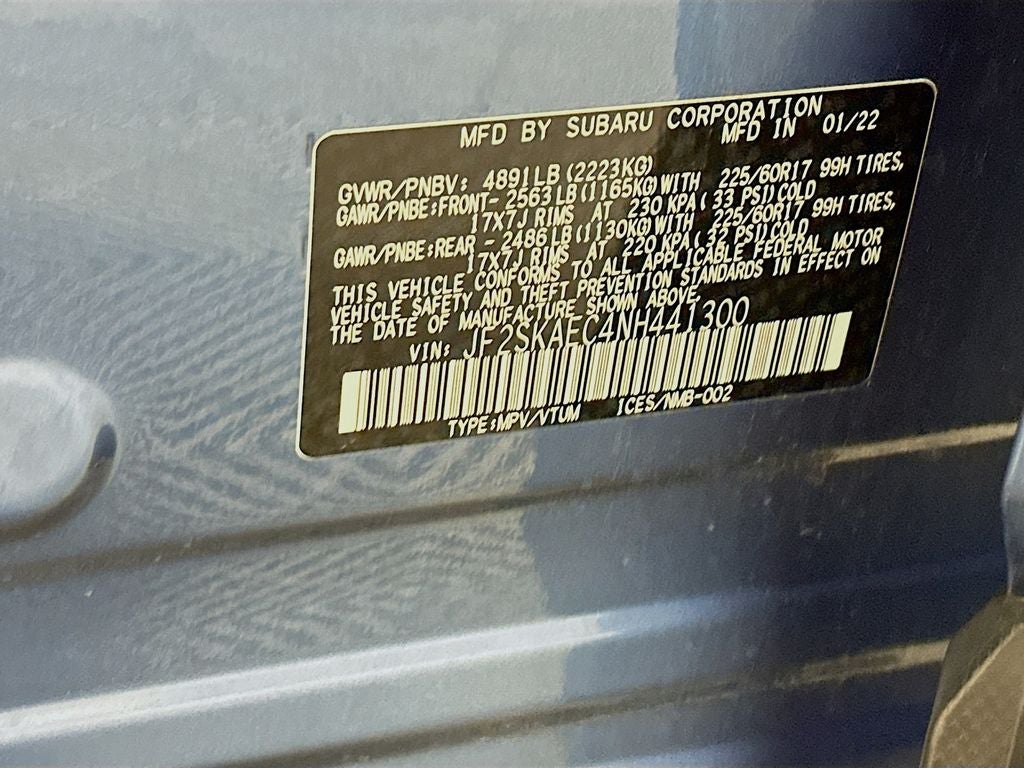 MFD BY SUBARU CORPORATION
MFD IN 01/22
GVWR/PNBV: 4891LB(2223KG)
GAWR/PNBE:FRONT- 2563LB(1165KG)WITH 225/60R17 99H TIRES,
17X7J RIMS AT 230 KPA( 33 PSI)COLD
GAWR/PNBE:REAR - 2486LB(1130KG)WITH 225/60R17 99H TIRES,
17X7J RIMS AT 220 KPA( 32 PSI)COLD
THIS VEHICLE CONFORMS TO ALL APPLICABLE FEDERAL MOTOR
VEHICLE SAFETY AND THEFT PREVENTION STANDARDS IN EFFECT ON
THE DATE OF MANUFACTURE SHOWN ABOVE.
VIN: JF2SKAEC4NH441300
TYPE:MPV/VTUM ICES/NMB-002